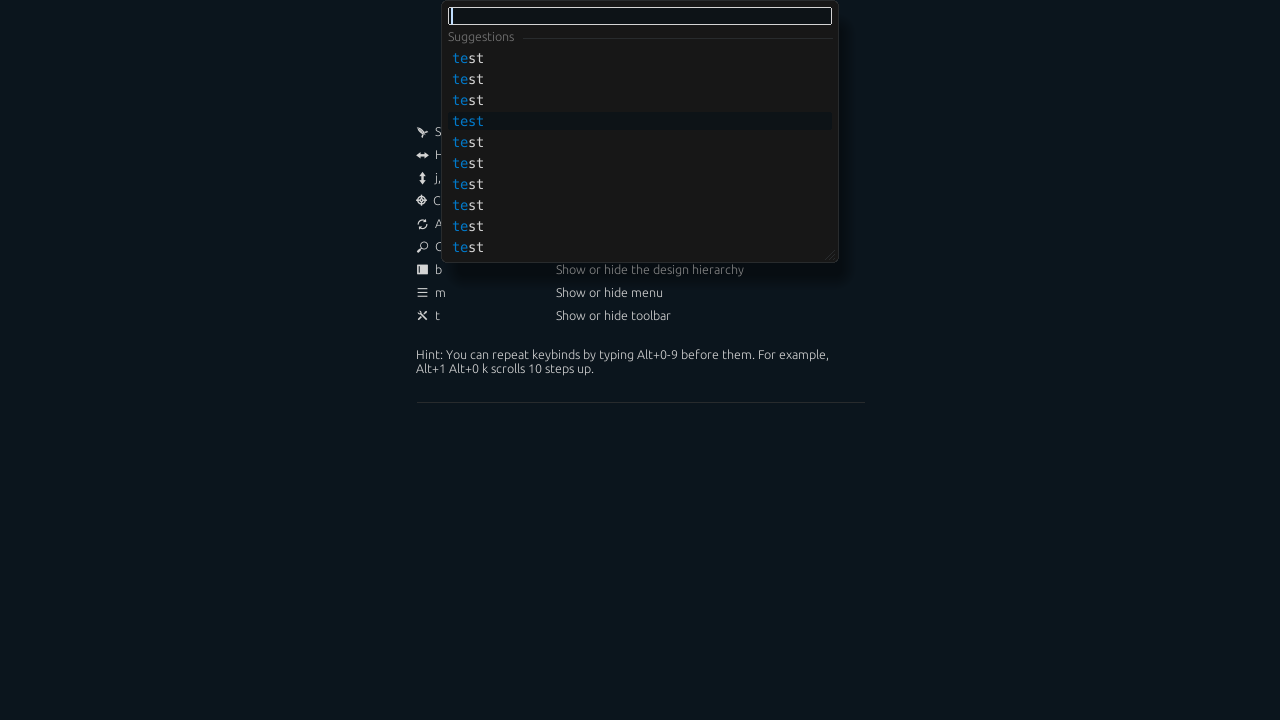 Suggestions
test
test
test
test
test
test
test
test
test
test
b Show or hide the design hierarchy
m Show or hide menu
t Show or hide toolbar
Hint: You can repeat keybinds by typing Alt+0-9 before them. For example,
Alt+1 Alt+0 k scrolls 10 steps up.